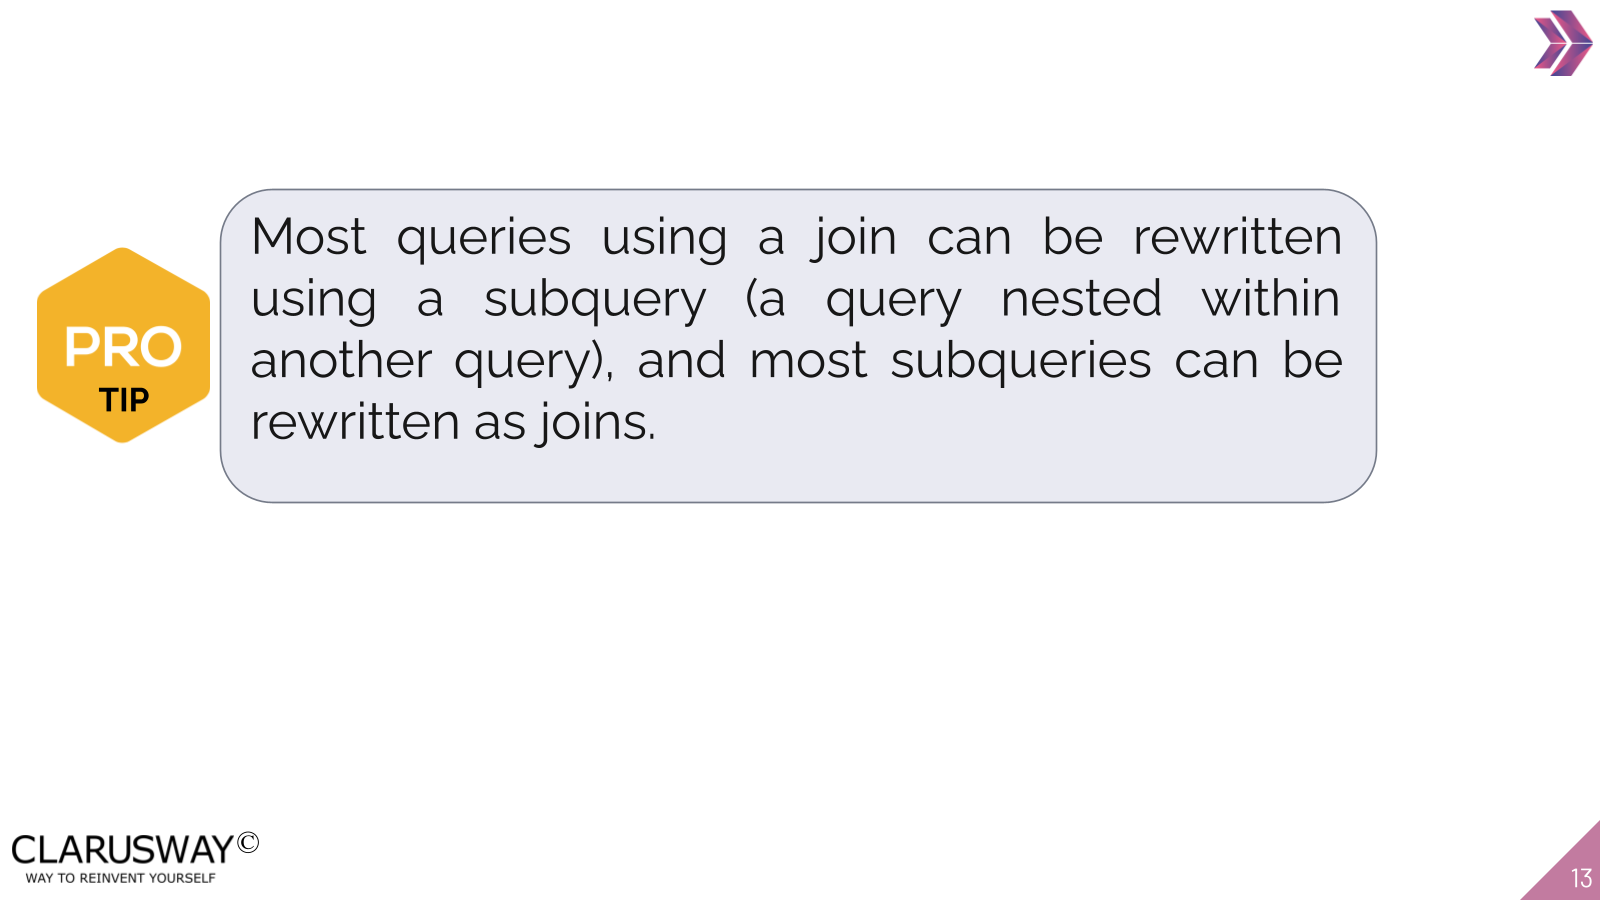 Most queries using a join can be rewritten
using a subquery (a query nested within
another query), and most subqueries can be
rewritten as joins.
PRO
TIP
CLARUSWAY©
WAY TO REINVENT YOURSELF
13